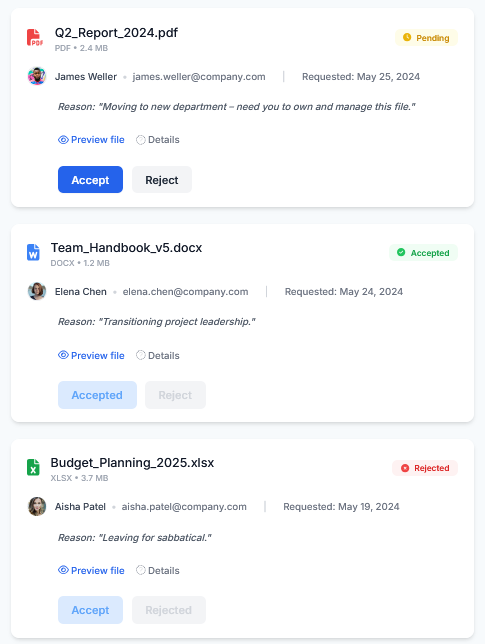 Q2_Report_2024.pdf
Pending
PDF
PDF • 2.4 MB
James Weller • james.weller@company.com | Requested: May 25, 2024
Reason: "Moving to new department – need you to own and manage this file."
Preview file Details
Accept Reject
Team_Handbook_v5.docx
Accepted
W
DOCX • 1.2 MB
Elena Chen • elena.chen@company.com | Requested: May 24, 2024
Reason: "Transitioning project leadership."
Preview file Details
Accepted Reject
Budget_Planning_2025.xlsx
Rejected
X
XLSX • 3.7 MB
Aisha Patel • aisha.patel@company.com | Requested: May 19, 2024
Reason: "Leaving for sabbatical."
Preview file Details
Accept Rejected